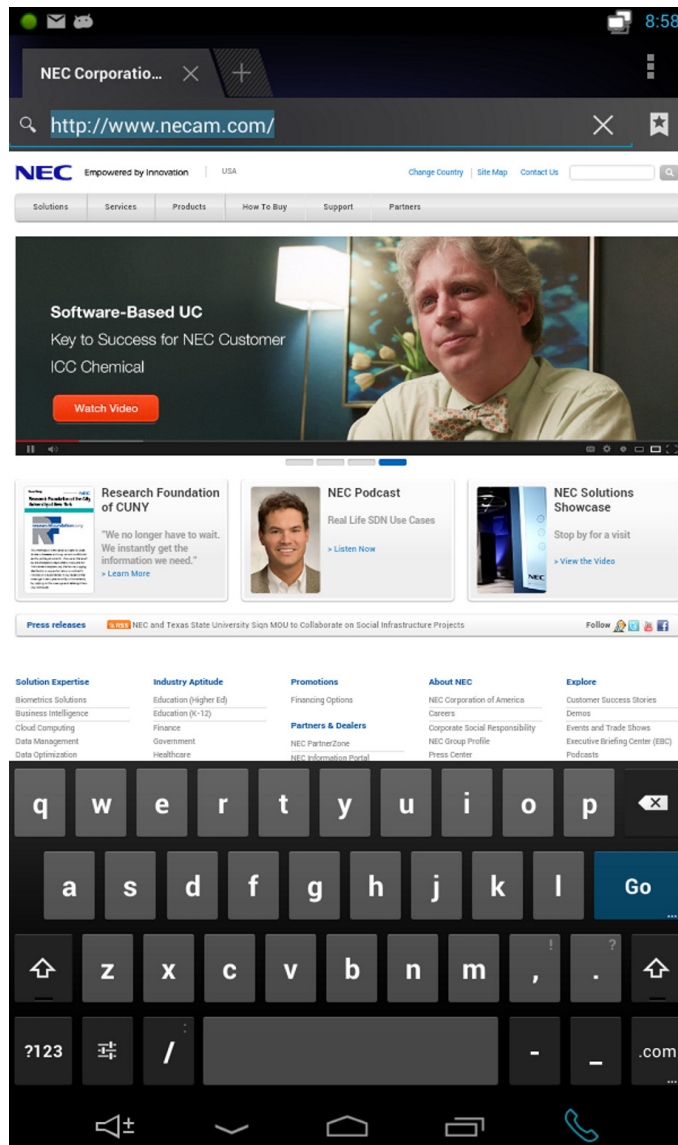 8:58
NEC Corporatio...
http://www.necam.com/
NEC Empowered by Innovation USA Change Country Site Map Contact Us
Solutions Services Products How To Buy Support Partners
Software-Based UC
Key to Success for NEC Customer
ICC Chemical
Watch Video
Research Foundation
of CUNY
"We no longer have to wait.
We instantly get the
information we need."
> Learn More
NEC Podcast
Real Life SDN Use Cases
> Listen Now
NEC
NEC Solutions
Showcase
Stop by for a visit
> View the Video
Press releases RSS NEC and Texas State University Sign MOU to Collaborate on Social Infrastructure Projects Follow
Solution Expertise
Biometrics Solutions
Business Intelligence
Cloud Computing
Data Management
Data Optimization
Industry Aptitude
Education (Higher Ed)
Education (K-12)
Finance
Government
Healthcare
Promotions
Financing Options
Partners & Dealers
NEC PartnerZone
NEC Information Portal
About NEC
NEC Corporation of America
Careers
Corporate Social Responsibility
NEC Group Profile
Press Center
Explore
Customer Success Stories
Demos
Events and Trade Shows
Executive Briefing Center (EBC)
Podcasts
q w e r t y u i o p
a s d f g h j k l Go
...
! ?
z x c v b n m , .
:
?123 / - _ .com
...